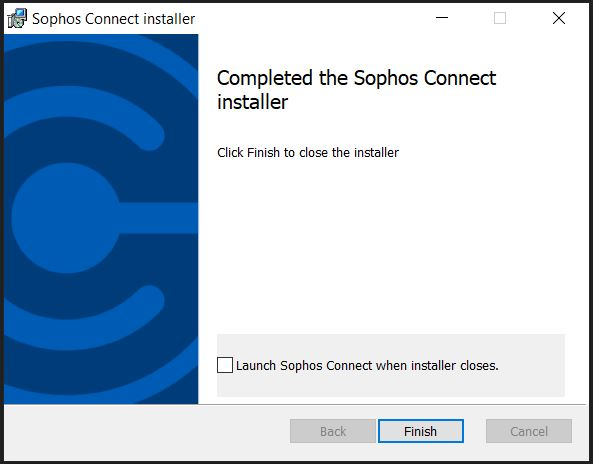 Sophos Connect installer
Completed the Sophos Connect
installer
Click Finish to close the installer
Launch Sophos Connect when installer closes.
Back
Finish
Cancel